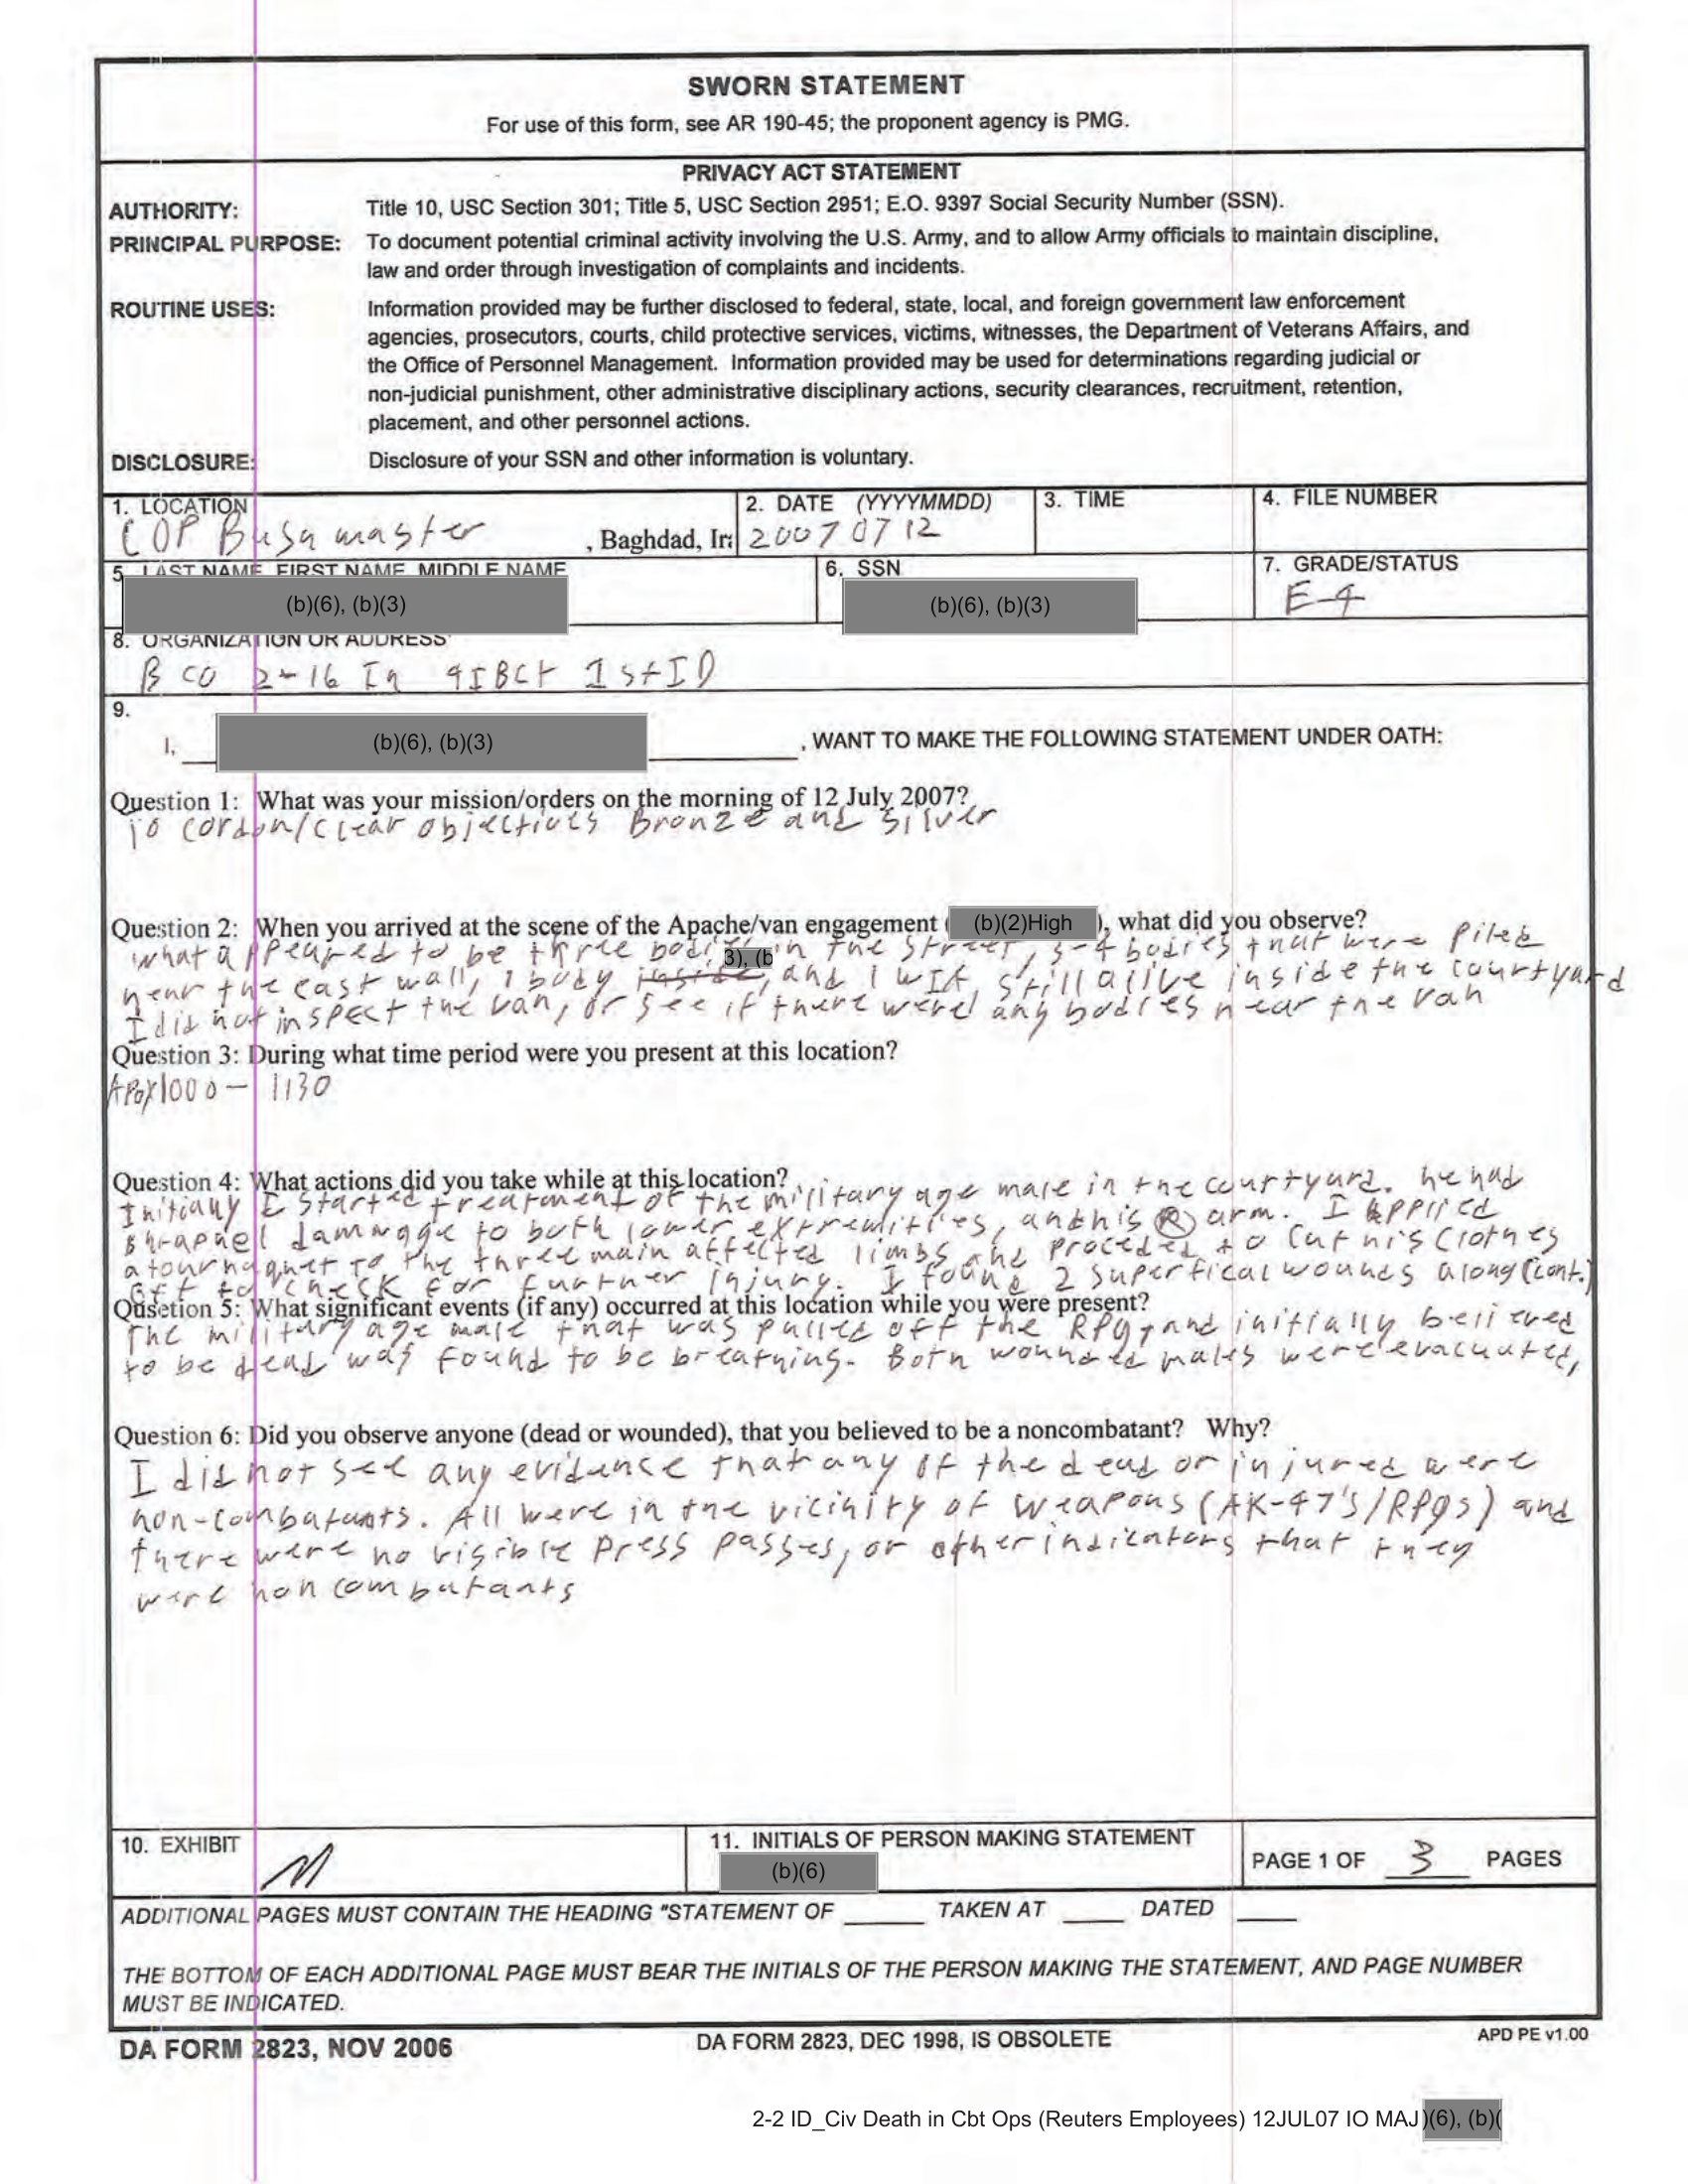 SWORN STATEMENT
For use of this form, see AR 190-45; the proponent agency is PMG.
PRIVACY ACT STATEMENT
AUTHORITY: Title 10, USC Section 301; Title 5, USC Section 2951; E.O. 9397 Social Security Number (SSN).
PRINCIPAL PURPOSE: To document potential criminal activity involving the U.S. Army, and to allow Army officials to maintain discipline,
law and order through investigation of complaints and incidents.
ROUTINE USES: Information provided may be further disclosed to federal, state, local, and foreign government law enforcement
agencies, prosecutors, courts, child protective services, victims, witnesses, the Department of Veterans Affairs, and
the Office of Personnel Management. Information provided may be used for determinations regarding judicial or
non-judicial punishment, other administrative disciplinary actions, security clearances, recruitment, retention,
placement, and other personnel actions.
DISCLOSURE: Disclosure of your SSN and other information is voluntary.
1. LOCATION 2. DATE (YYYYMMDD) 3. TIME 4. FILE NUMBER
COP , Baghdad, Ira 20070712
5. LAST NAME, FIRST NAME, MIDDLE NAME 6. SSN 7. GRADE/STATUS
(b)(6), (b)(3) (b)(6), (b)(3) E-4
8. ORGANIZATION OR ADDRESS
B CO 2-16 In 4IBCT 1stID
9.
I, (b)(6), (b)(3) , WANT TO MAKE THE FOLLOWING STATEMENT UNDER OATH:
Question 1: What was your mission/orders on the morning of 12 July 2007?
To cordon/clear objectives Bronze and Silver
Question 2: When you arrived at the scene of the Apache/van engagement ( (b)(2)High ), what did you observe?
what appeared to be three bodies 3), (b in the street, 3-4 bodies that were piled
near the east wall, 1 body inside, and 1 WIA, still alive inside the courtyard
I did not inspect the van, or see if there were any bodies near the van
Question 3: During what time period were you present at this location?
Apox 1000 - 1130
Question 4: What actions did you take while at this location?
Initialy I started treatment of the military age male in the courtyard. he had
shrapnel dammage to both lower extremities, and his (R) arm. I applied
a tournaquet to the three main affected limbs and proceded to cut his clothes
off to check for further injury. I found 2 superfical wounds along (cont.)
Qusetion 5: What significant events (if any) occurred at this location while you were present?
The military age male that was pulled off the RPG, and initially belived
to be dead was found to be breathing. Both wounded males were evacuated,
Question 6: Did you observe anyone (dead or wounded), that you believed to be a noncombatant? Why?
I did not see any evidance that any of the dead or injured were
non-combatants. All were in the vicinity of weapons (AK-47's/RPGs) and
there were no visible press passes, or other indicators that they
were non combatants
10. EXHIBIT 11. INITIALS OF PERSON MAKING STATEMENT
(b)(6) PAGE 1 OF 3 PAGES
ADDITIONAL PAGES MUST CONTAIN THE HEADING "STATEMENT OF TAKEN AT DATED
THE BOTTOM OF EACH ADDITIONAL PAGE MUST BEAR THE INITIALS OF THE PERSON MAKING THE STATEMENT, AND PAGE NUMBER
MUST BE INDICATED.
DA FORM 2823, NOV 2006 DA FORM 2823, DEC 1998, IS OBSOLETE APD PE v1.00
2-2 ID_Civ Death in Cbt Ops (Reuters Employees) 12JUL07 IO MAJ )(6), (b)(